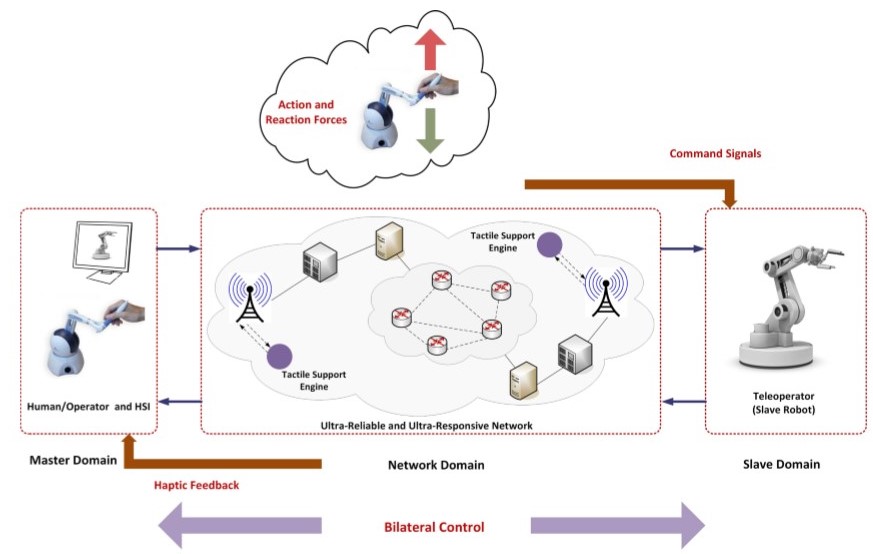 Action and
Reaction Forces
Command Signals
Tactile Support
Engine
Tactile Support
Engine
Human/Operator and HSI
Teleoperator
(Slave Robot)
Ultra-Reliable and Ultra-Responsive Network
Master Domain
Network Domain
Slave Domain
Haptic Feedback
Bilateral Control